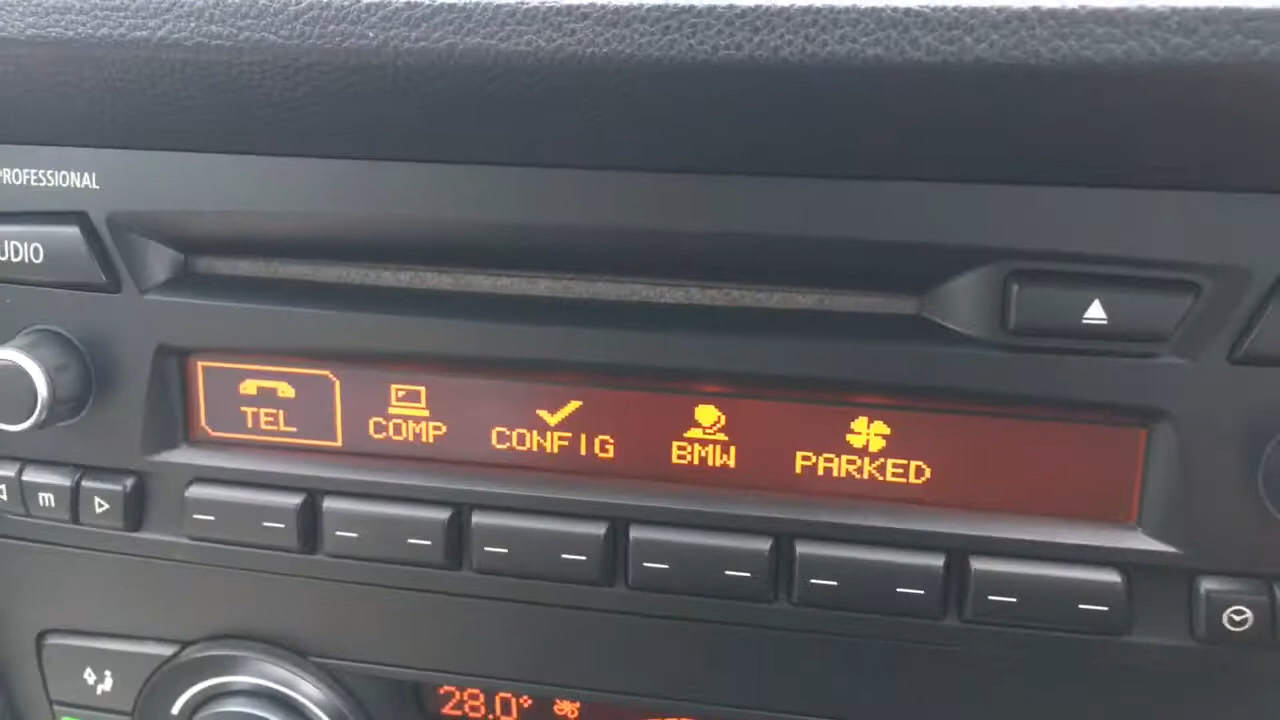 PROFESSIONAL
UDIO
TEL COMP CONFIG BMW PARKED
m
28.0°